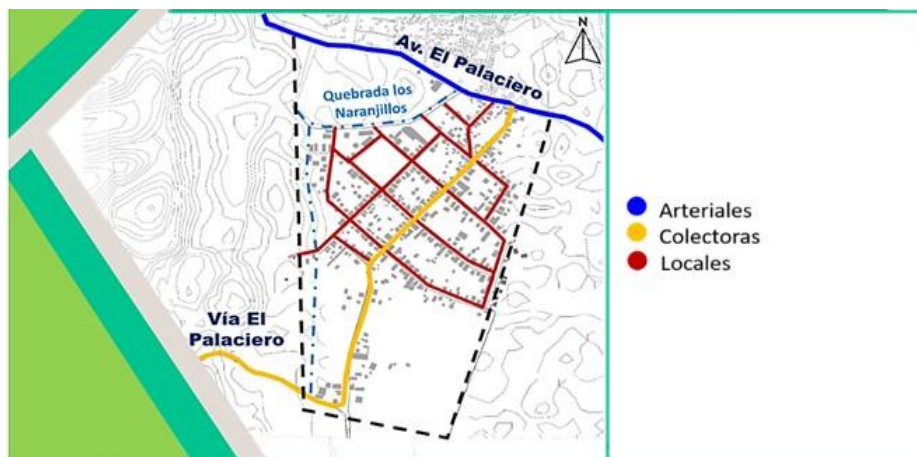 N
Av. El Palaciero
Quebrada los
Naranjillos
Vía El
Palaciero
Arteriales
Colectoras
Locales